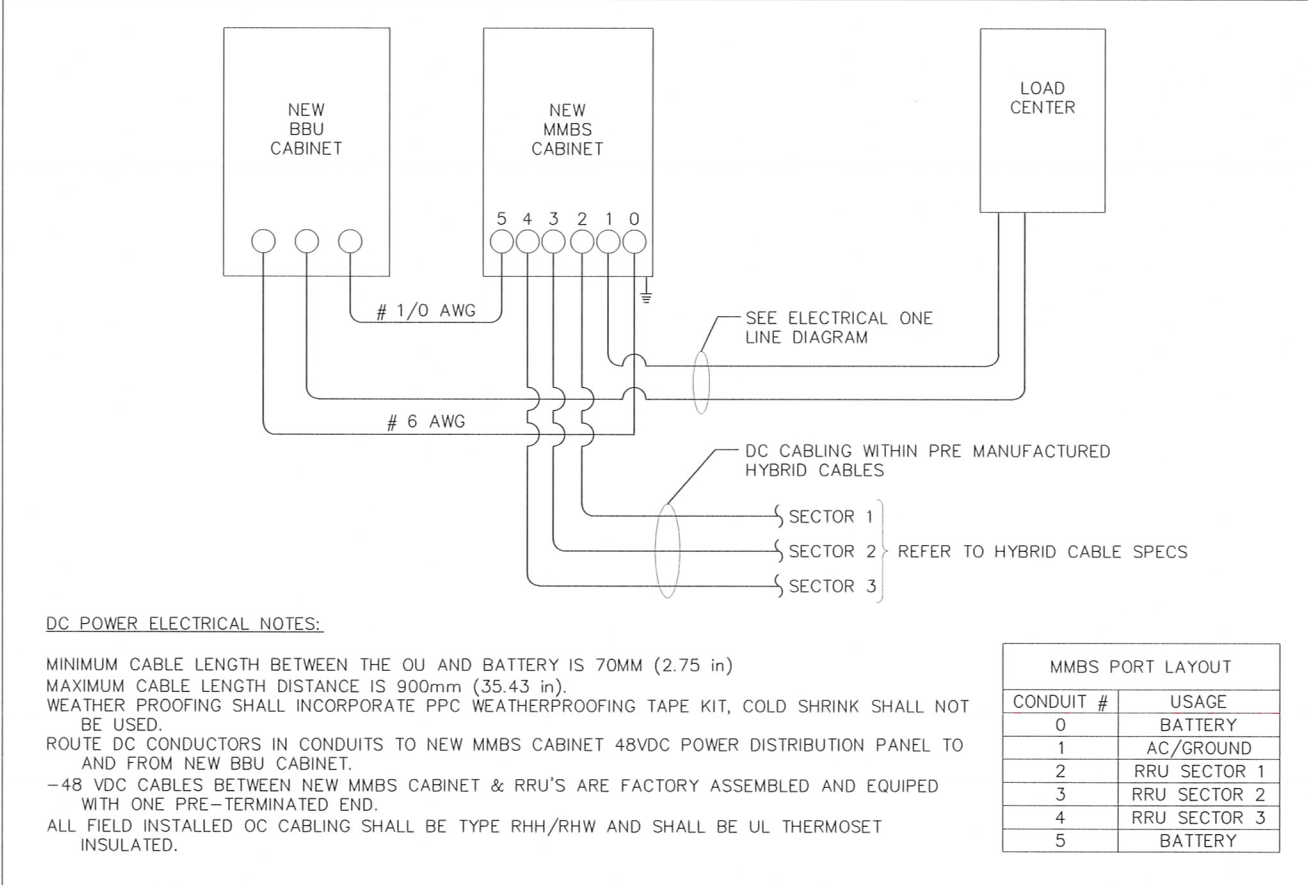 NEW
BBU
CABINET
NEW
MMBS
CABINET
LOAD
CENTER
5 4 3 2 1 0
# 1/0 AWG
SEE ELECTRICAL ONE
LINE DIAGRAM
# 6 AWG
DC CABLING WITHIN PRE MANUFACTURED
HYBRID CABLES
SECTOR 1
SECTOR 2
SECTOR 3
REFER TO HYBRID CABLE SPECS
DC POWER ELECTRICAL NOTES:
MINIMUM CABLE LENGTH BETWEEN THE OU AND BATTERY IS 70MM (2.75 in)
MAXIMUM CABLE LENGTH DISTANCE IS 900mm (35.43 in).
WEATHER PROOFING SHALL INCORPORATE PPC WEATHERPROOFING TAPE KIT, COLD SHRINK SHALL NOT
BE USED.
ROUTE DC CONDUCTORS IN CONDUITS TO NEW MMBS CABINET 48VDC POWER DISTRIBUTION PANEL TO
AND FROM NEW BBU CABINET.
-48 VDC CABLES BETWEEN NEW MMBS CABINET & RRU'S ARE FACTORY ASSEMBLED AND EQUIPED
WITH ONE PRE-TERMINATED END.
ALL FIELD INSTALLED OC CABLING SHALL BE TYPE RHH/RHW AND SHALL BE UL THERMOSET
INSULATED.
MMBS PORT LAYOUT
CONDUIT # USAGE
0 BATTERY
1 AC/GROUND
2 RRU SECTOR 1
3 RRU SECTOR 2
4 RRU SECTOR 3
5 BATTERY